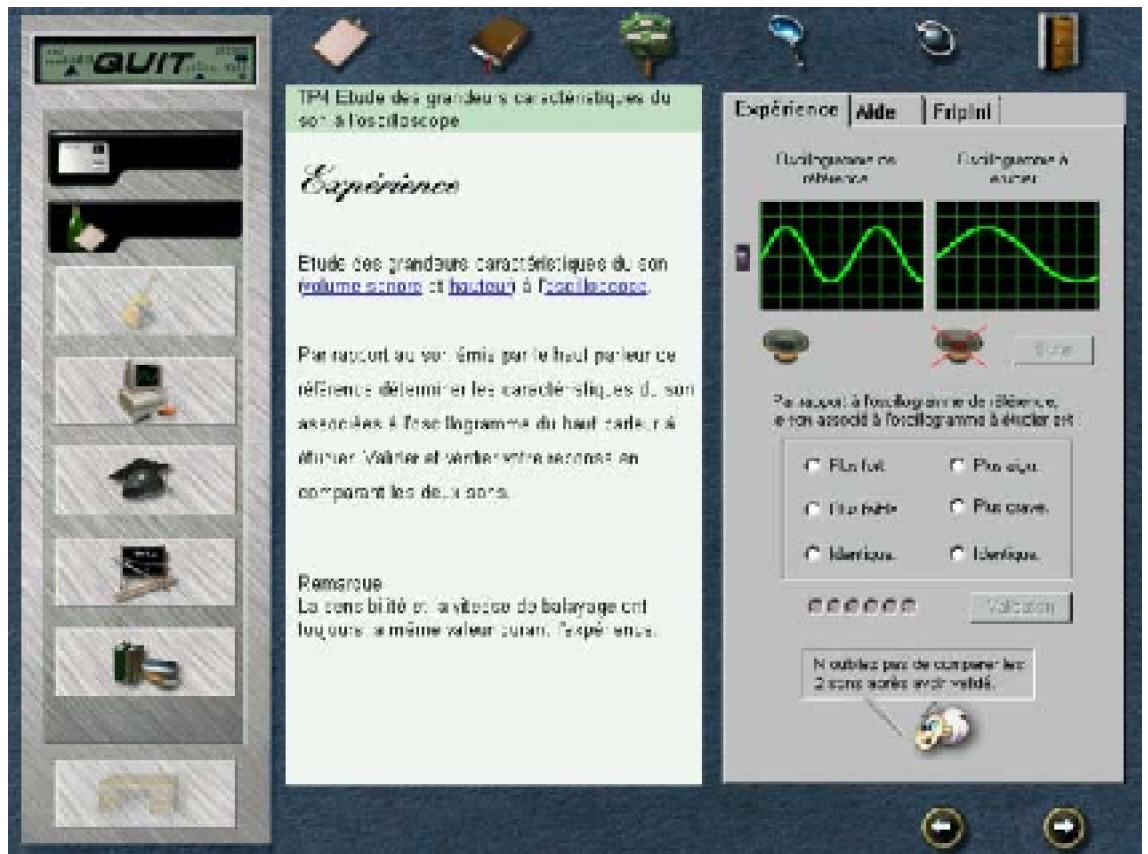 QUIT
TP4 Etude des grandeurs caractéristiques du
son à l'oscilloscope
Expérience
Etude des grandeurs caractéristiques du son
(volume sonore et hauteur) à l'oscilloscope.
Par rapport au son émis par le haut parleur de
référence déterminer les caractéristiques du son
associées à l'oscillogramme du haut parleur à
étudier. Valider et vérifier votre réponse en
comparant les deux sons.
Remarque
La sensibilité et la vitesse de balayage ont
toujours la même valeur durant l'expérience.
Expérience Aide Fripini
Oscillogramme de
référence
Oscillogramme à
étudier
Par rapport à l'oscillogramme de référence,
le son associé à l'oscillogramme à étudier est :
Plus fort. Plus aigu.
Plus faible. Plus grave.
Identique. Identique.
Validation
N'oubliez pas de comparer les
2 sons après avoir validé.